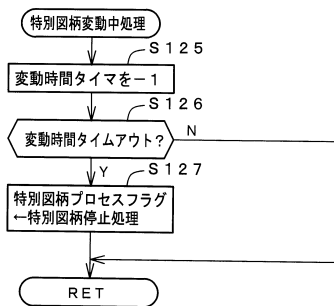 特別図柄変動中処理
S125
変動時間タイマを－1
S126
変動時間タイムアウト？
N
Y
S127
特別図柄プロセスフラグ
←特別図柄停止処理
RET